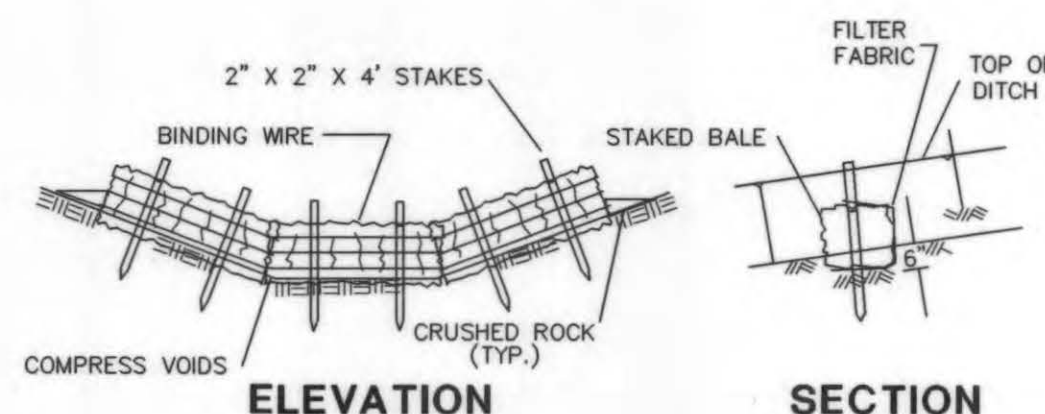 2" X 2" X 4' STAKES
BINDING WIRE
COMPRESS VOIDS
CRUSHED ROCK
(TYP.)
ELEVATION
FILTER
FABRIC
TOP OF
DITCH
STAKED BALE
6"
SECTION